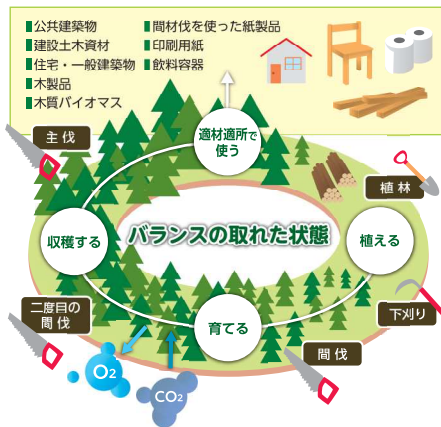 公共建築物
建設土木資材
住宅・一般建築物
木製品
木質バイオマス
間材伐を使った紙製品
印刷用紙
飲料容器
適材適所で
使う
主伐
植林
収穫する
バランスの取れた状態
植える
二度目の
間伐
育てる
下刈り
間伐
O2
CO2